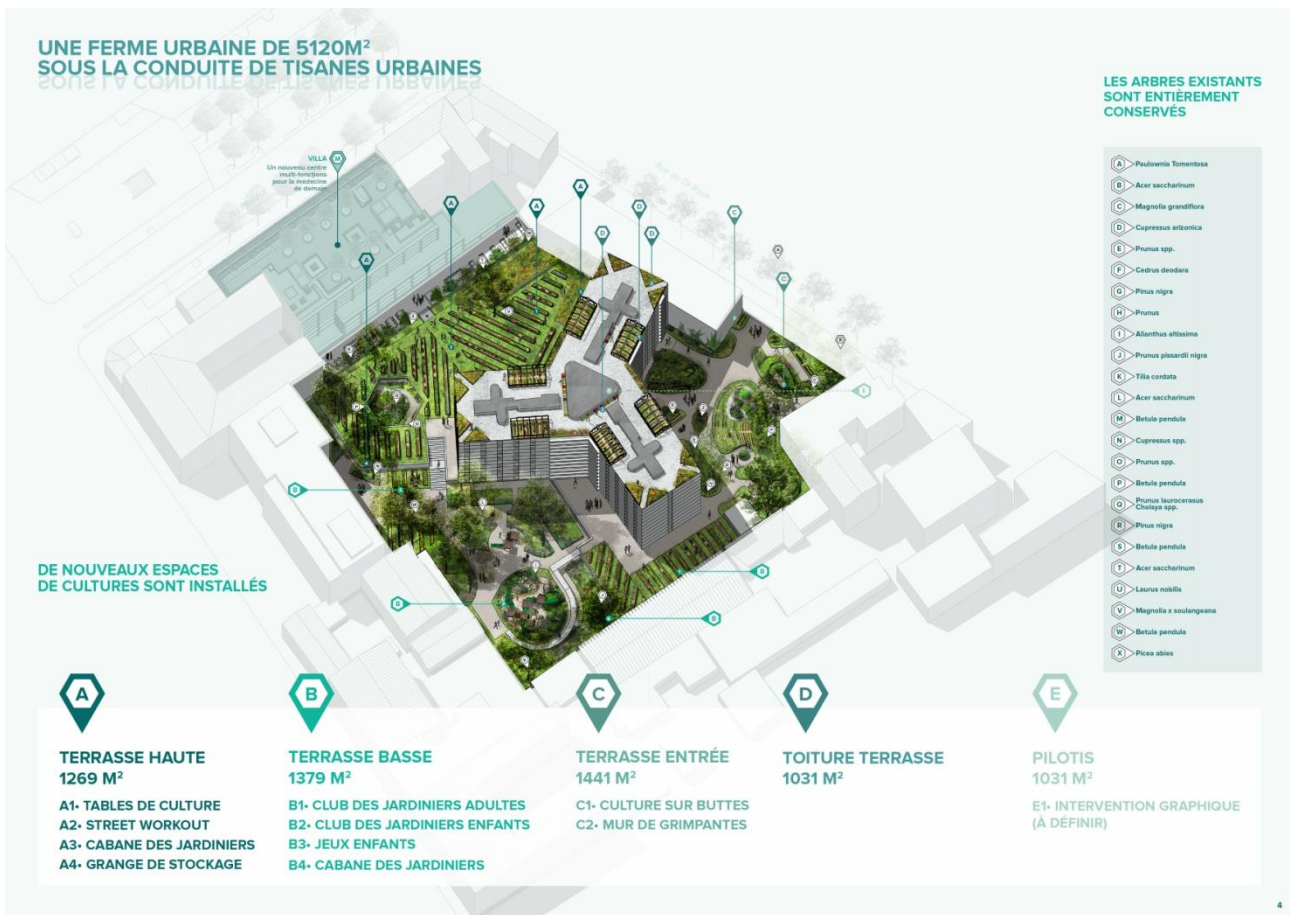 UNE FERME URBAINE DE 5120M²
SOUS LA CONDUITE DE TISANES URBAINES
LES ARBRES EXISTANTS
SONT ENTIÈREMENT
CONSERVÉS
A Paulownia Tomentosa
B Acer saccharinum
C Magnolia grandiflora
D Cupressus arizonica
E Prunus spp.
F Cedrus deodara
G Pinus nigra
H Prunus
I Ailanthus altissima
J Prunus pissardii nigra
K Tilia cordata
L Acer saccharinum
M Betula pendula
N Cupressus spp.
O Prunus spp.
P Betula pendula
Q Prunus laurocerasus
Choisya spp.
R Pinus nigra
S Betula pendula
T Acer saccharinum
U Laurus nobilis
V Magnolia x soulangeana
W Betula pendula
X Picea abies
VILLA M
Un nouveau centre
multi-fonctions
pour la médecine
de demain
A
A
A
A
D
D
D
C
C
E
B
B
B
B
DE NOUVEAUX ESPACES
DE CULTURES SONT INSTALLÉS
A
TERRASSE HAUTE
1269 M²
A1• TABLES DE CULTURE
A2• STREET WORKOUT
A3• CABANE DES JARDINIERS
A4• GRANGE DE STOCKAGE
B
TERRASSE BASSE
1379 M²
B1• CLUB DES JARDINIERS ADULTES
B2• CLUB DES JARDINIERS ENFANTS
B3• JEUX ENFANTS
B4• CABANE DES JARDINIERS
C
TERRASSE ENTRÉE
1441 M²
C1• CULTURE SUR BUTTES
C2• MUR DE GRIMPANTES
D
TOITURE TERRASSE
1031 M²
E
PILOTIS
1031 M²
E1• INTERVENTION GRAPHIQUE
(À DÉFINIR)
4